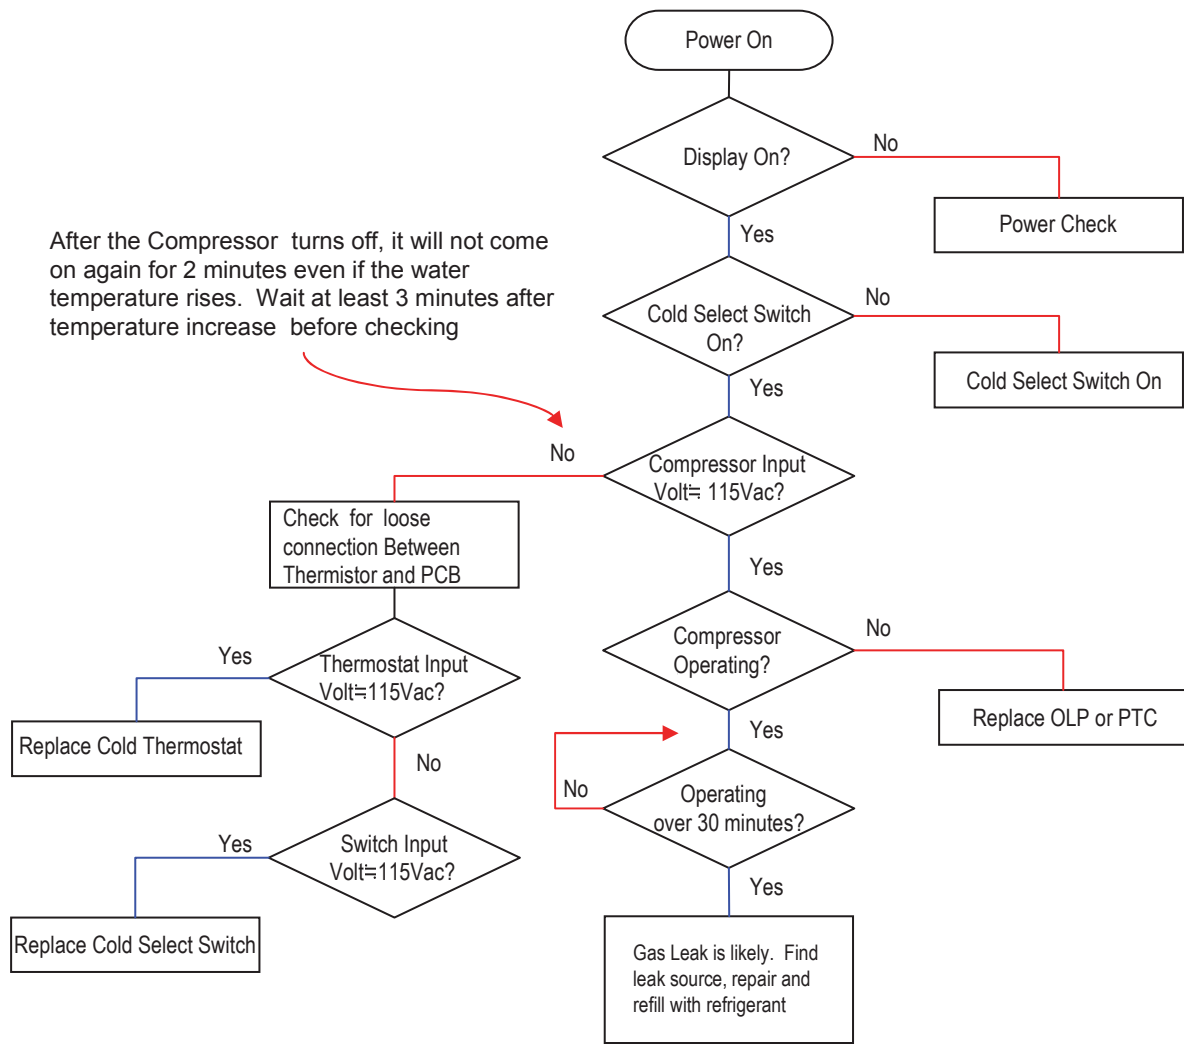 Power On
Display On?
No
Power Check
Yes
After the Compressor turns off, it will not come
on again for 2 minutes even if the water
temperature rises. Wait at least 3 minutes after
temperature increase before checking
Cold Select Switch
On?
No
Cold Select Switch On
Yes
No
Compressor Input
Volt≒ 115Vac?
Check for loose
connection Between
Thermistor and PCB
Yes
Compressor
Operating?
No
Replace OLP or PTC
Yes
Thermostat Input
Volt≒115Vac?
Yes
Replace Cold Thermostat
No
No
Operating
over 30 minutes?
Yes
Switch Input
Volt≒115Vac?
Yes
Replace Cold Select Switch
Gas Leak is likely. Find
leak source, repair and
refill with refrigerant